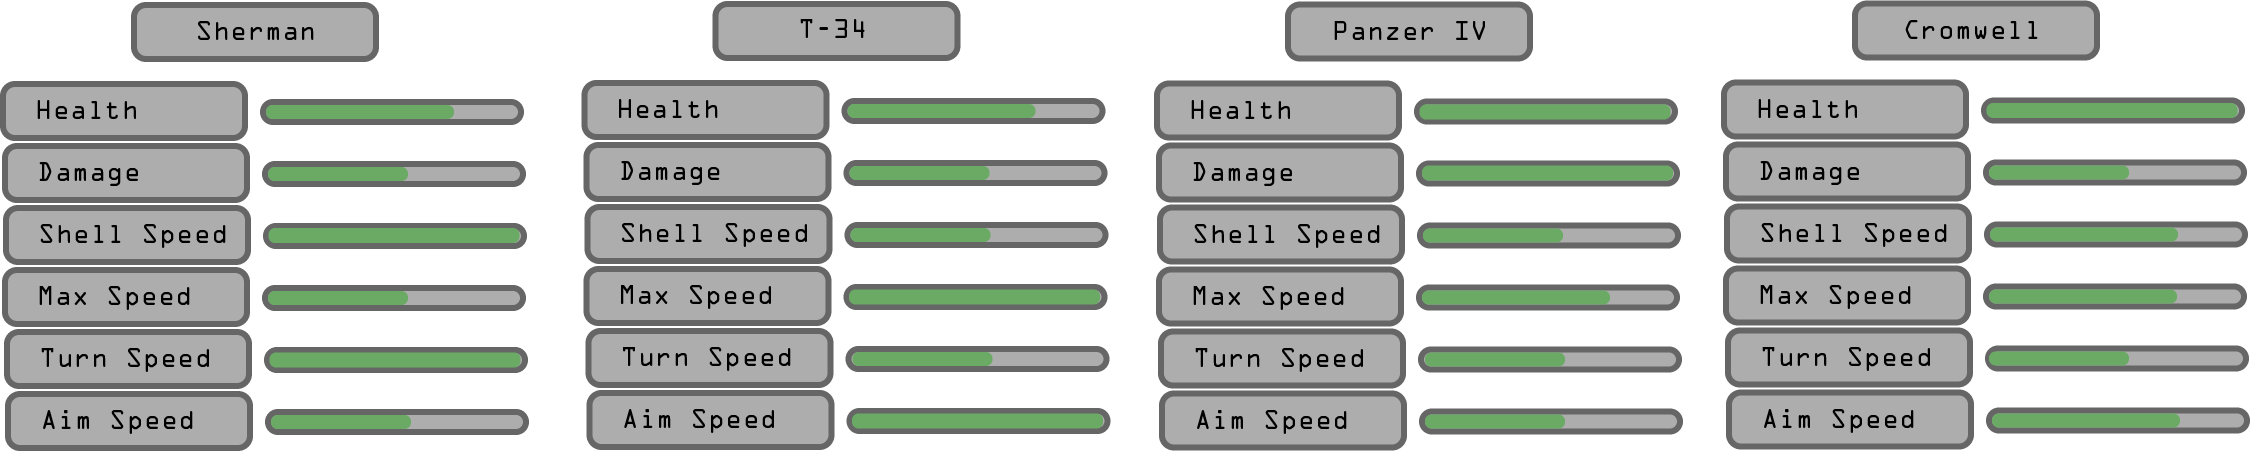 Sherman
Health
Damage
Shell Speed
Max Speed
Turn Speed
Aim Speed
T-34
Health
Damage
Shell Speed
Max Speed
Turn Speed
Aim Speed
Panzer IV
Health
Damage
Shell Speed
Max Speed
Turn Speed
Aim Speed
Cromwell
Health
Damage
Shell Speed
Max Speed
Turn Speed
Aim Speed